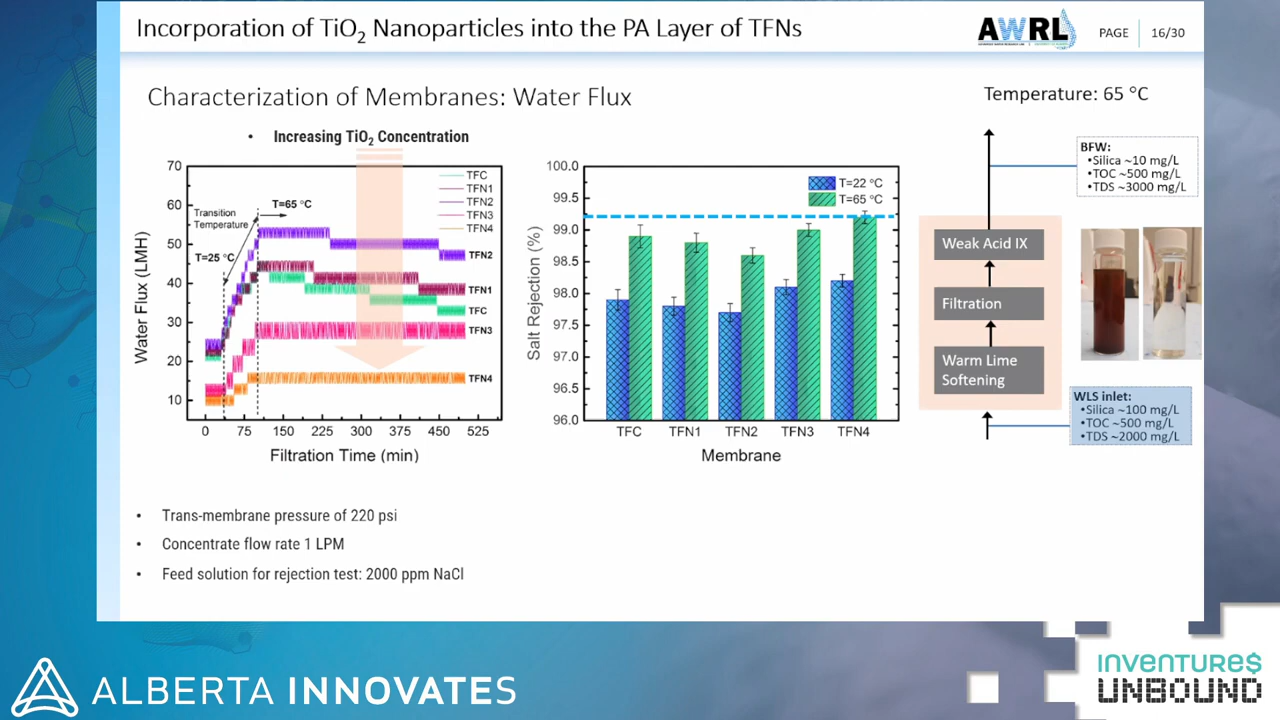 Incorporation of TiO₂ Nanoparticles into the PA Layer of TFNs
AWRL
PAGE
16/30
Characterization of Membranes: Water Flux
Temperature: 65 °C
• Increasing TiO₂ Concentration
70
60
50
40
30
20
10
Water Flux (LMH)
TFC
TFN1
TFN2
TFN3
TFN4
Transition
Temperature
T=65 °C
T=25 °C
TFN2
TFN1
TFC
TFN3
TFN4
0 75 150 225 300 375 450 525
Filtration Time (min)
100.0
99.5
99.0
98.5
98.0
97.5
97.0
96.5
96.0
Salt Rejection (%)
T=22 °C
T=65 °C
TFC TFN1 TFN2 TFN3 TFN4
Membrane
BFW:
•Silica ~10 mg/L
•TOC ~500 mg/L
•TDS ~3000 mg/L
Weak Acid IX
Filtration
Warm Lime
Softening
WLS inlet:
•Silica ~100 mg/L
•TOC ~500 mg/L
•TDS ~2000 mg/L
• Trans-membrane pressure of 220 psi
• Concentrate flow rate 1 LPM
• Feed solution for rejection test: 2000 ppm NaCl
ALBERTA INNOVATES
INVENTURE$
UNBOUND